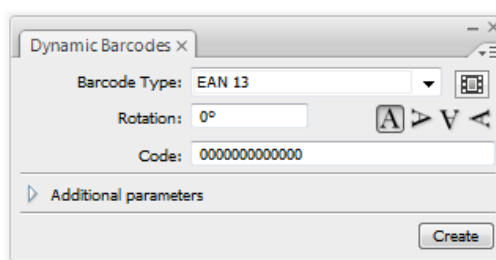 Dynamic Barcodes ×
Barcode Type: EAN 13
Rotation: 0° A A A A
Code: 0000000000000
Additional parameters
Create